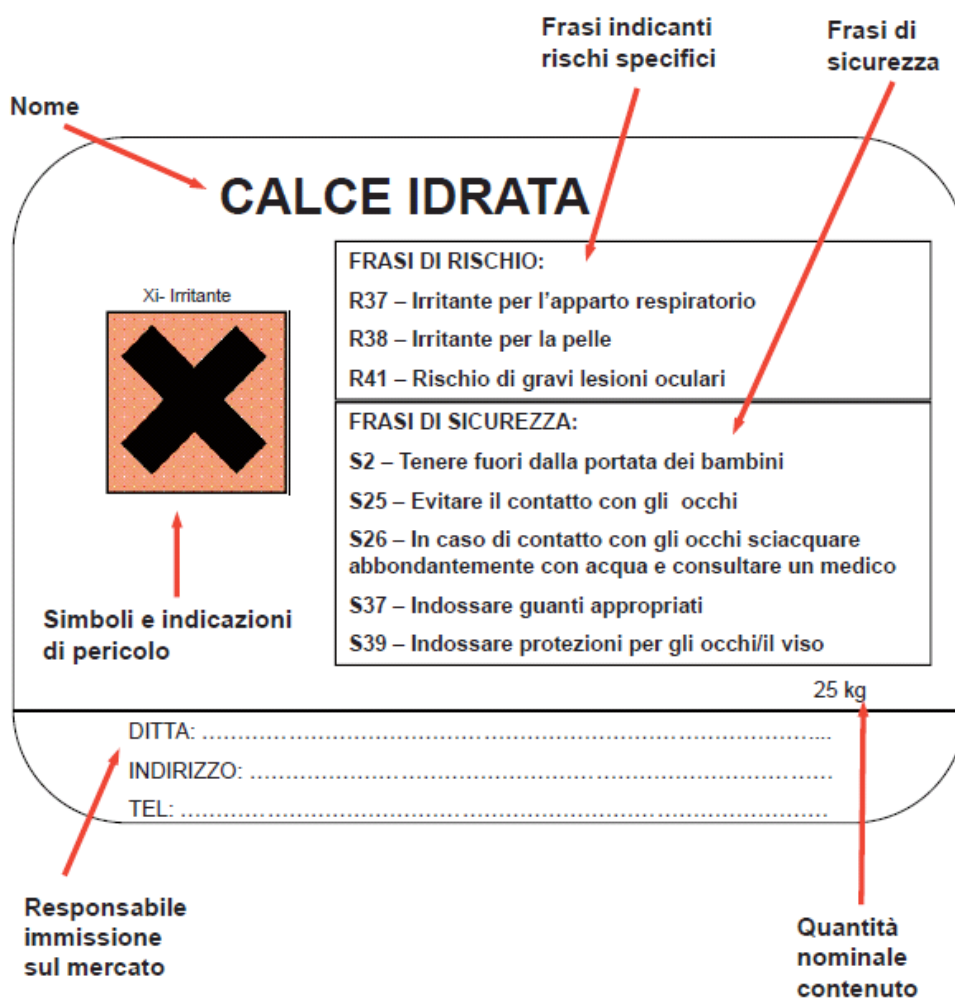 Frasi indicanti
rischi specifici
Frasi di
sicurezza
Nome
CALCE IDRATA
Xi- Irritante
FRASI DI RISCHIO:
R37 – Irritante per l'apparto respiratorio
R38 – Irritante per la pelle
R41 – Rischio di gravi lesioni oculari
FRASI DI SICUREZZA:
S2 – Tenere fuori dalla portata dei bambini
S25 – Evitare il contatto con gli occhi
S26 – In caso di contatto con gli occhi sciacquare
abbondantemente con acqua e consultare un medico
S37 – Indossare guanti appropriati
S39 – Indossare protezioni per gli occhi/il viso
Simboli e indicazioni
di pericolo
25 kg
DITTA: ....................................................................................
INDIRIZZO: ..............................................................................
TEL: ........................................................................................
Responsabile
immissione
sul mercato
Quantità
nominale
contenuto